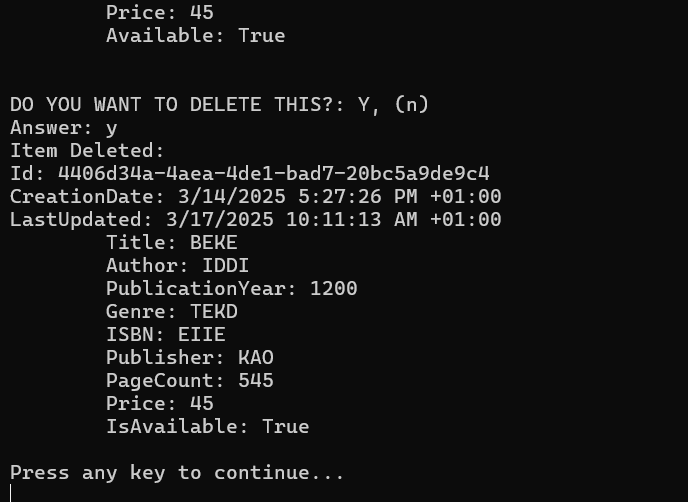 Price: 45
Available: True
DO YOU WANT TO DELETE THIS?: Y, (n)
Answer: y
Item Deleted:
Id: 4406d34a-4aea-4de1-bad7-20bc5a9de9c4
CreationDate: 3/14/2025 5:27:26 PM +01:00
LastUpdated: 3/17/2025 10:11:13 AM +01:00
Title: BEKE
Author: IDDI
PublicationYear: 1200
Genre: TEKD
ISBN: EIIE
Publisher: KAO
PageCount: 545
Price: 45
IsAvailable: True
Press any key to continue...